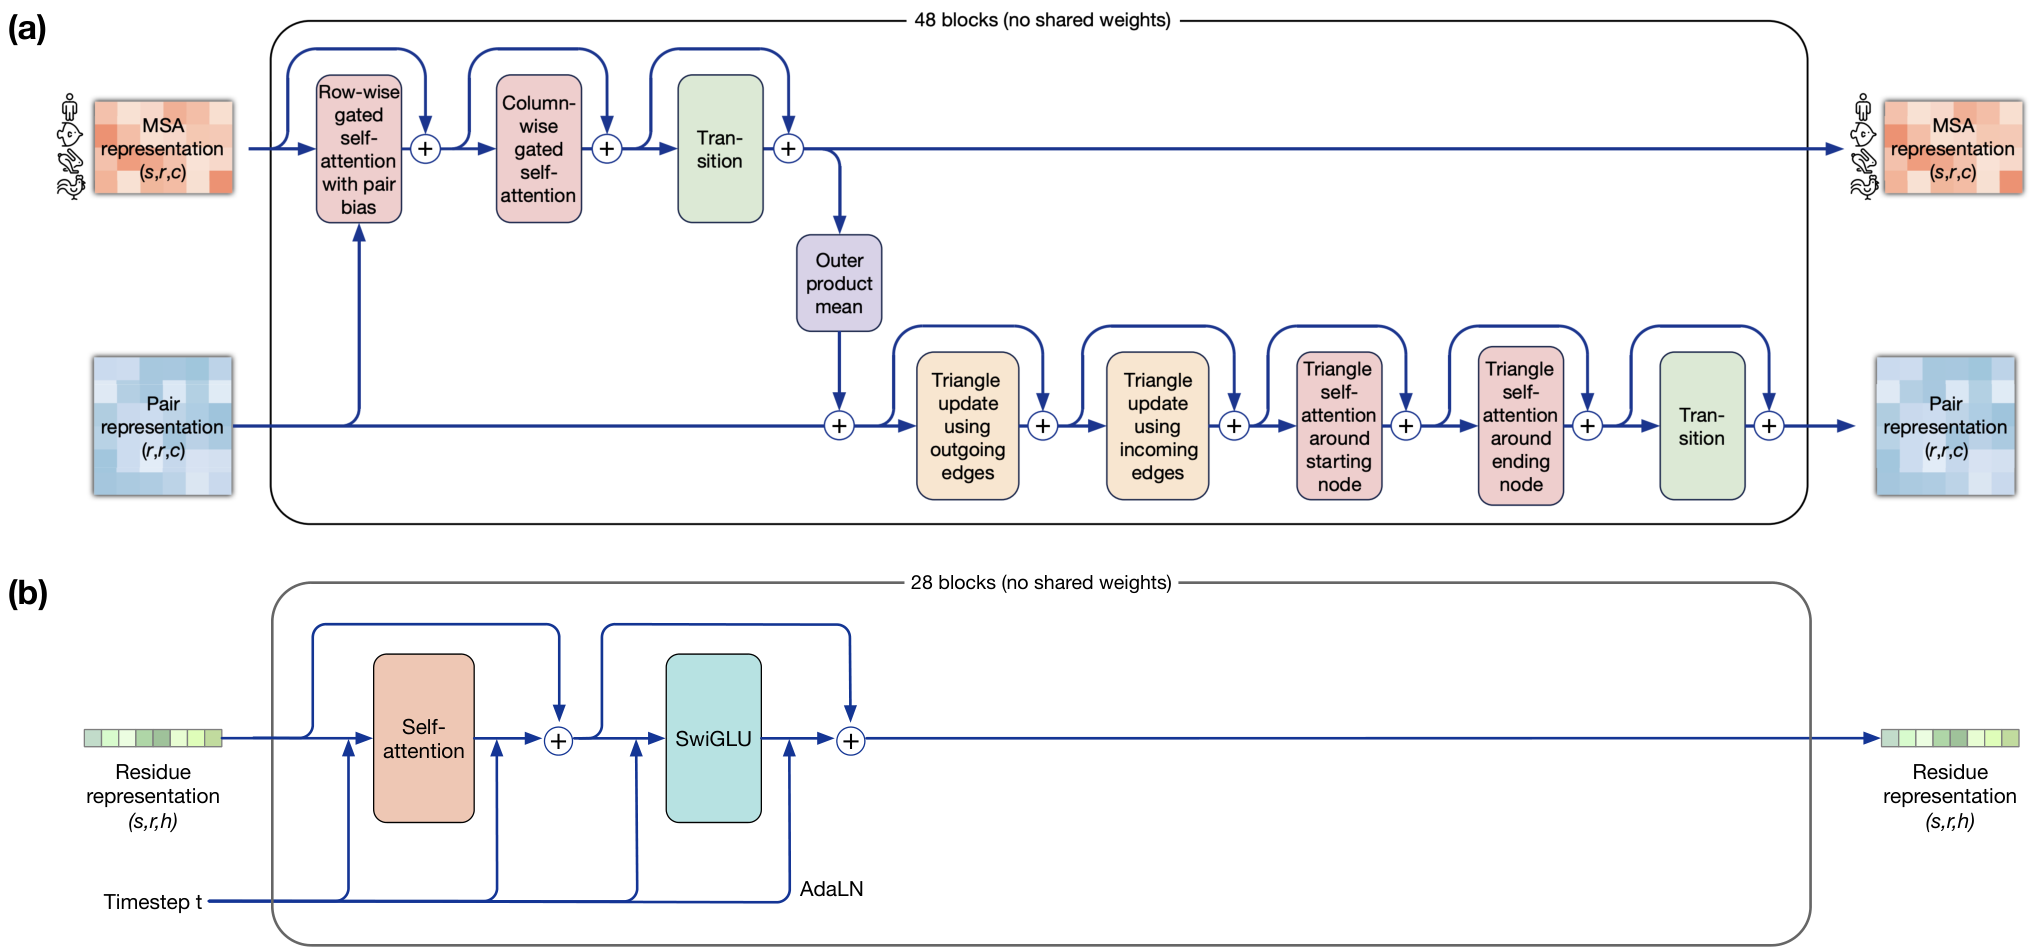 (a)
48 blocks (no shared weights)
MSA
representation
(s,r,c)
Row-wise
gated
self-
attention
with pair
bias
+
Column-
wise
gated
self-
attention
+
Tran-
sition
+
MSA
representation
(s,r,c)
Outer
product
mean
Pair
representation
(r,r,c)
+
Triangle
update
using
outgoing
edges
+
Triangle
update
using
incoming
edges
+
Triangle
self-
attention
around
starting
node
+
Triangle
self-
attention
around
ending
node
+
Tran-
sition
+
Pair
representation
(r,r,c)
(b)
28 blocks (no shared weights)
Residue
representation
(s,r,h)
Self-
attention
+
SwiGLU
+
Residue
representation
(s,r,h)
Timestep t
AdaLN